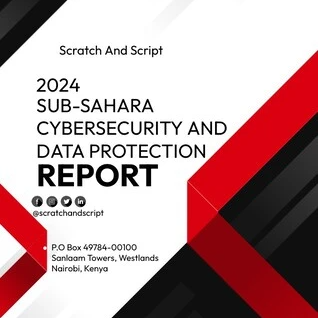 Scratch And Script
2024
SUB-SAHARA
CYBERSECURITY AND
DATA PROTECTION
REPORT
@scratchandscript
P.O Box 49784-00100
Sanlaam Towers, Westlands
Nairobi, Kenya